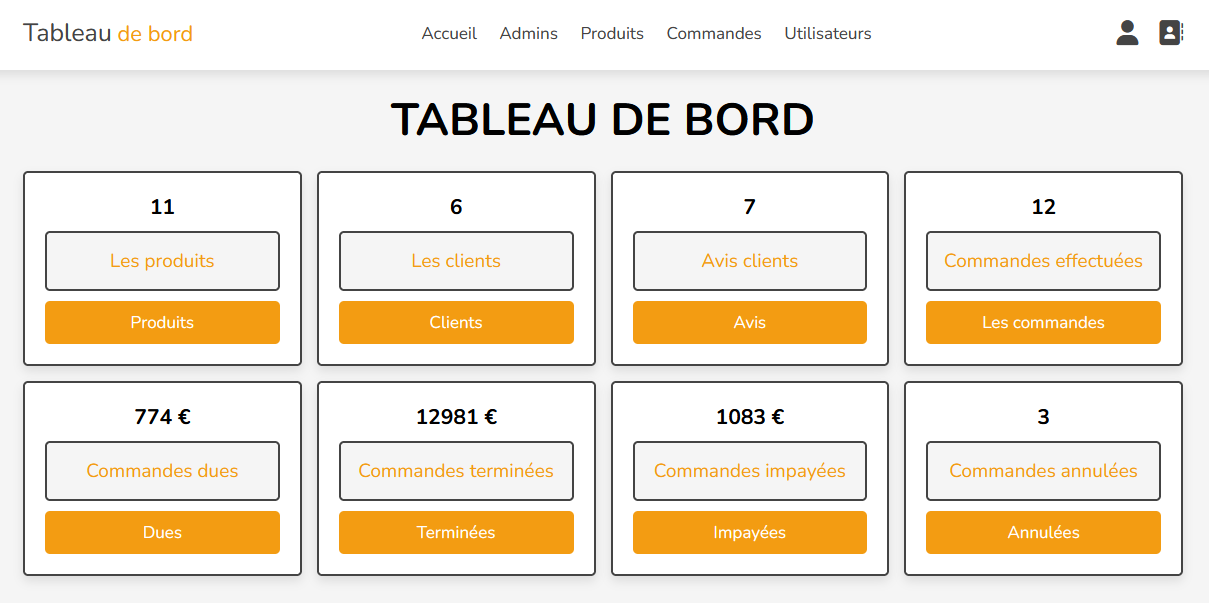 Tableau de bord
Accueil Admins Produits Commandes Utilisateurs
TABLEAU DE BORD
11
Les produits
Produits
6
Les clients
Clients
7
Avis clients
Avis
12
Commandes effectuées
Les commandes
774 €
Commandes dues
Dues
12981 €
Commandes terminées
Terminées
1083 €
Commandes impayées
Impayées
3
Commandes annulées
Annulées